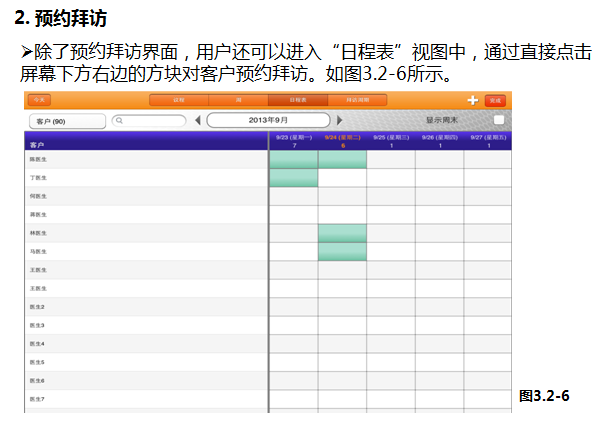 2. 预约拜访
➢除了预约拜访界面，用户还可以进入“日程表”视图中，通过直接点击
屏幕下方右边的方块对客户预约拜访。如图3.2-6所示。
今天 日程 周 日程表 拜访周期 + 完成
客户 (90) 2013年9月 显示周末
客户 9/23 (星期一) 9/24 (星期二) 9/25 (星期三) 9/26 (星期四) 9/27 (星期五)
7 6 1 1 1
陈医生
丁医生
何医生
蒋医生
林医生
马医生
王医生
王医生
医生2
医生3
医生4
医生5
医生6
医生7
图3.2-6